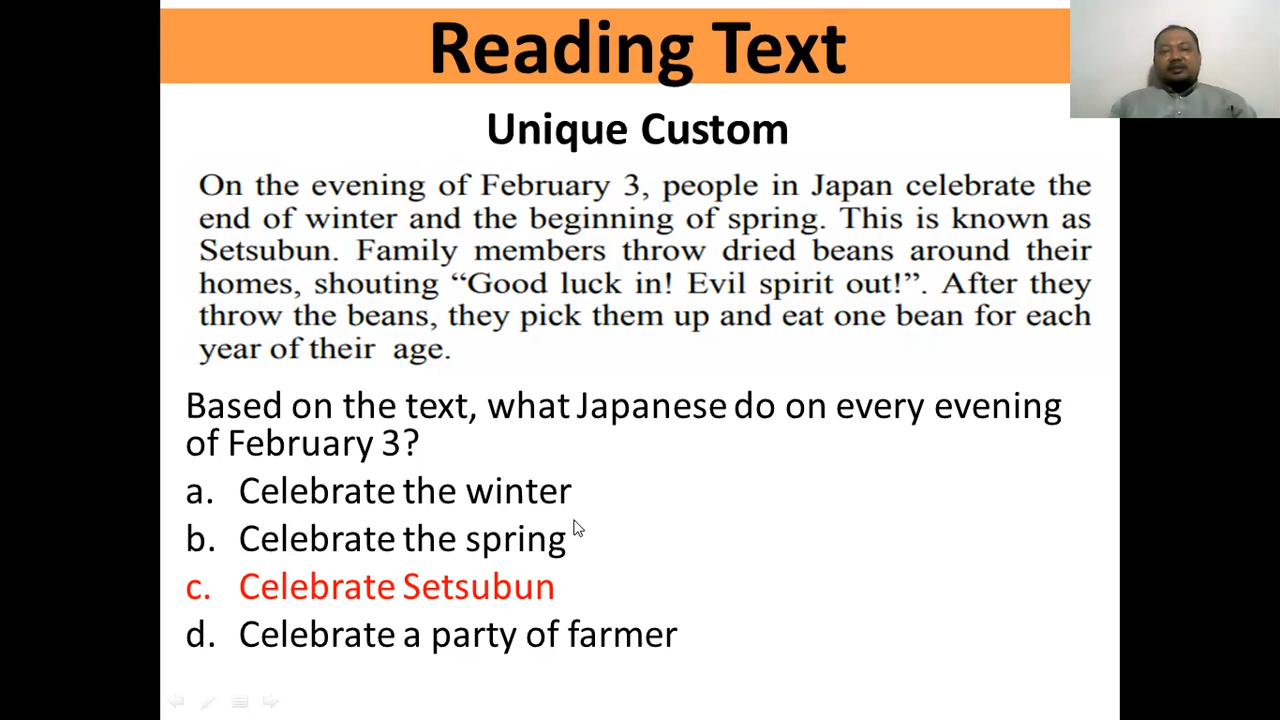 Reading Text
Unique Custom
On the evening of February 3, people in Japan celebrate the
end of winter and the beginning of spring. This is known as
Setsubun. Family members throw dried beans around their
homes, shouting “Good luck in! Evil spirit out!”. After they
throw the beans, they pick them up and eat one bean for each
year of their age.
Based on the text, what Japanese do on every evening
of February 3?
a. Celebrate the winter
b. Celebrate the spring
c. Celebrate Setsubun
d. Celebrate a party of farmer